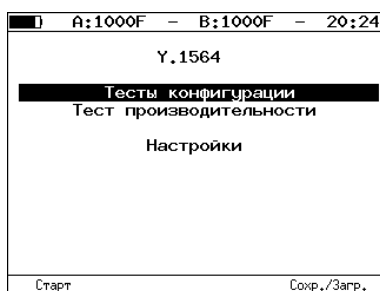 A:1000F – B:1000F – 20:24
Y.1564
Тесты конфигурации
Тест производительности
Настройки
Старт Сохр./Загр.